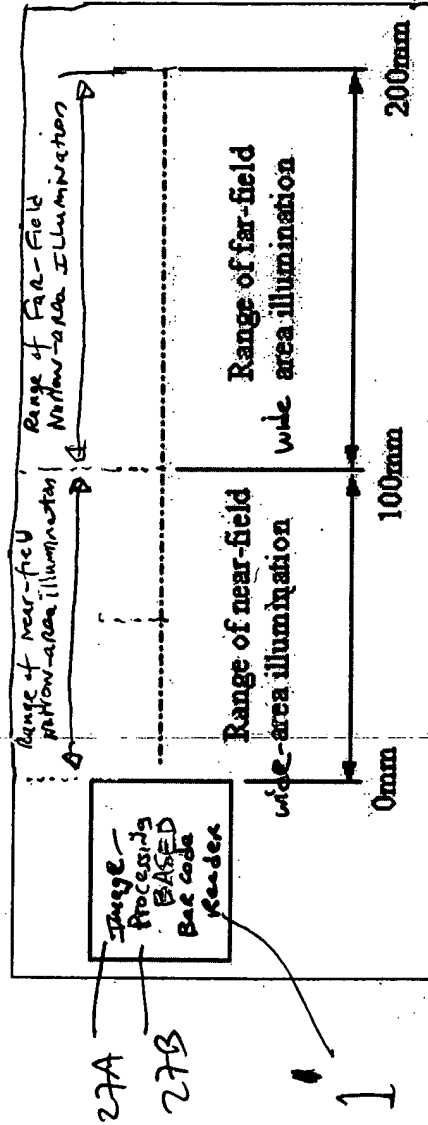 Range of near-field
Narrow-area illumination
Range of Far-Field
Narrow-area Illumination
Image-
Processing
BASED
Bar code
Reader
Range of near-field
wide-area illumination
Range of far-field
wide area illumination
0mm
100mm
200mm
27A
27B
1